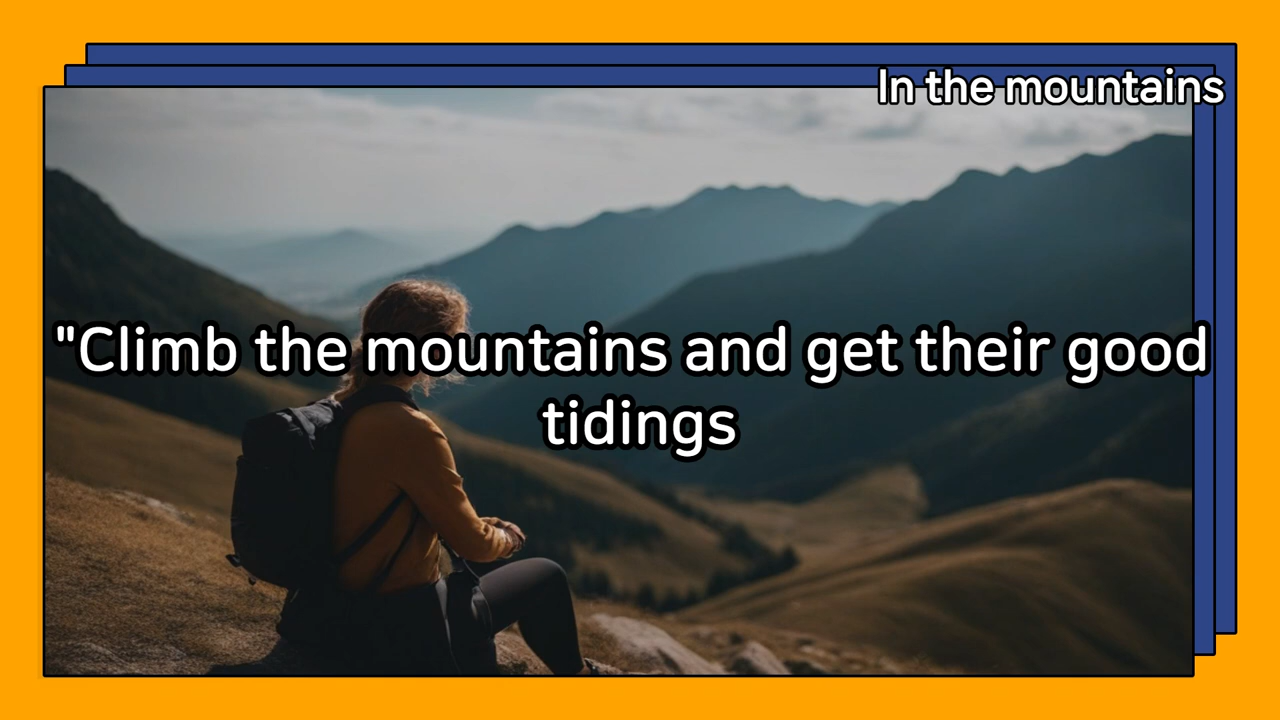 In the mountains
"Climb the mountains and get their good
tidings